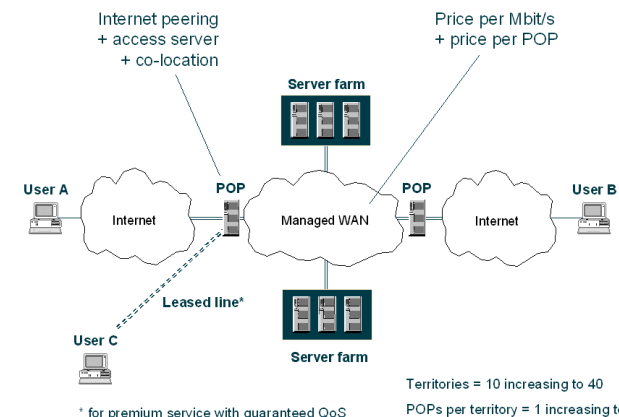 Internet peering
+ access server
+ co-location
Price per Mbit/s
+ price per POP
Server farm
User A
POP
POP
User B
Internet
Managed WAN
Internet
Leased line*
User C
Server farm
Territories = 10 increasing to 40
* for premium service with guaranteed QoS
POPs per territory = 1 increasing to